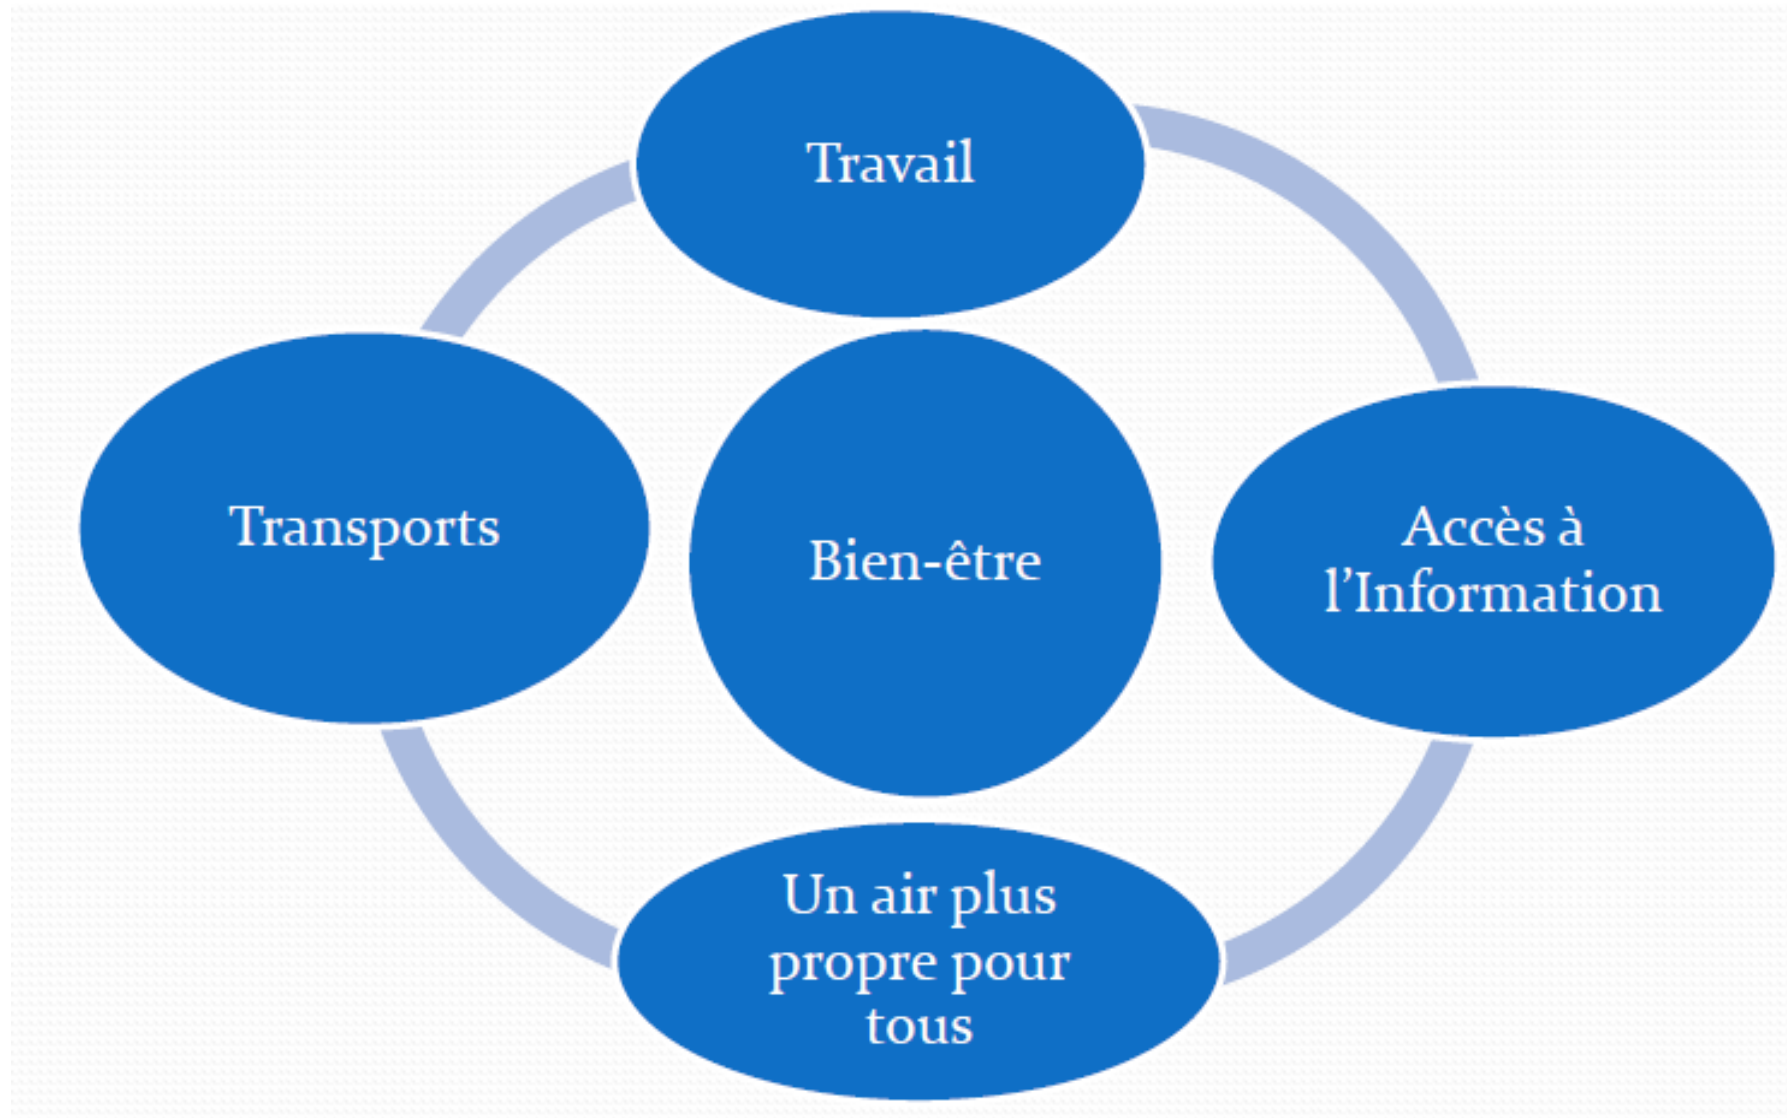 Travail
Transports
Bien-être
Accès à
l’Information
Un air plus
propre pour
tous